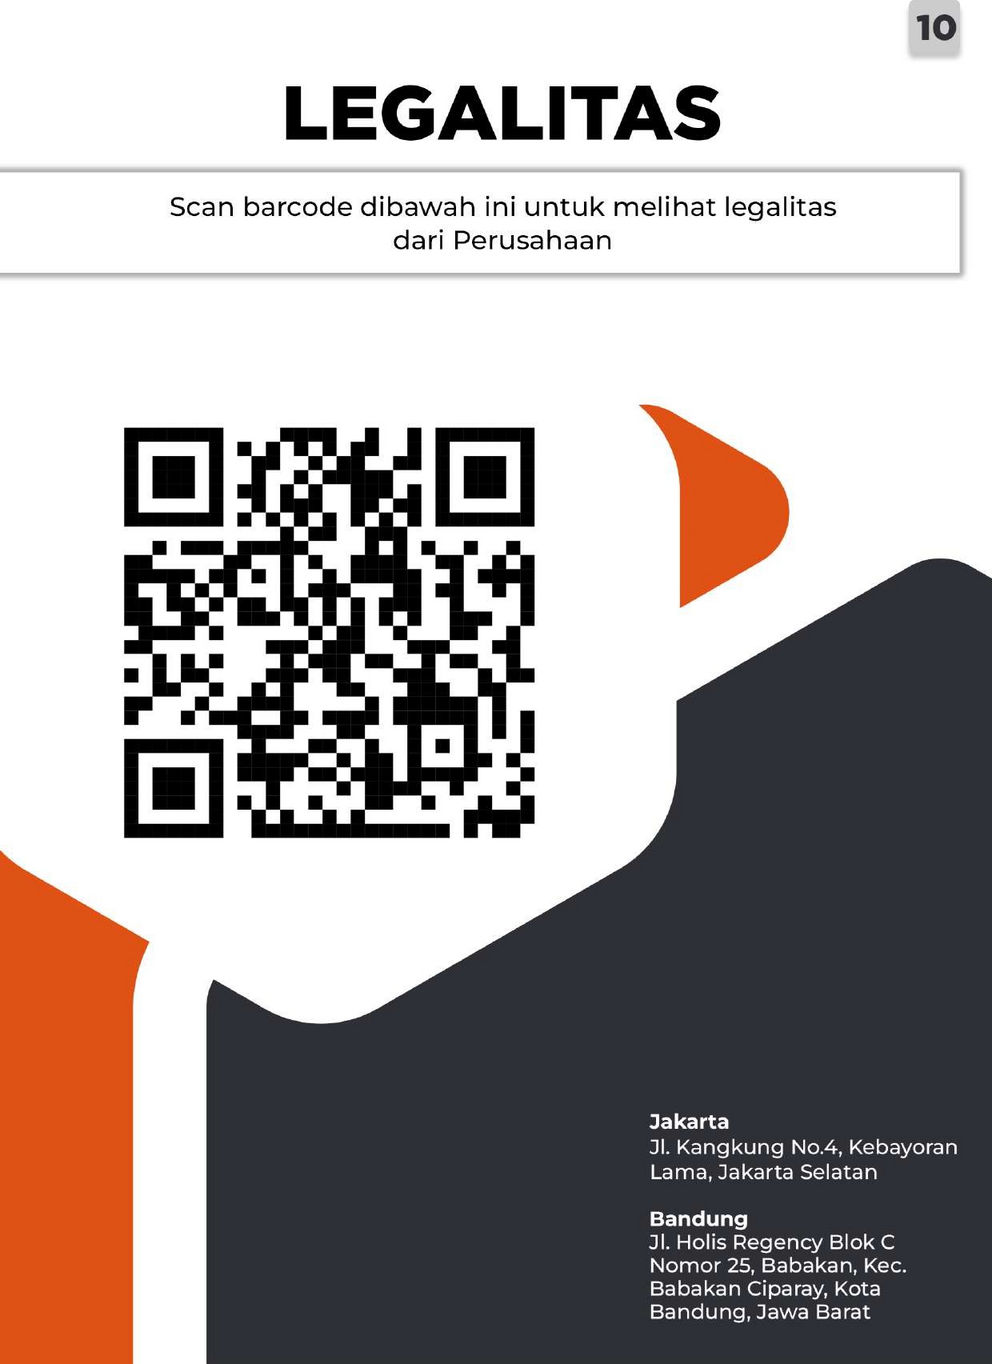 10
LEGALITAS
Scan barcode dibawah ini untuk melihat legalitas
dari Perusahaan
Jakarta
Jl. Kangkung No.4, Kebayoran
Lama, Jakarta Selatan
Bandung
Jl. Holis Regency Blok C
Nomor 25, Babakan, Kec.
Babakan Ciparay, Kota
Bandung, Jawa Barat